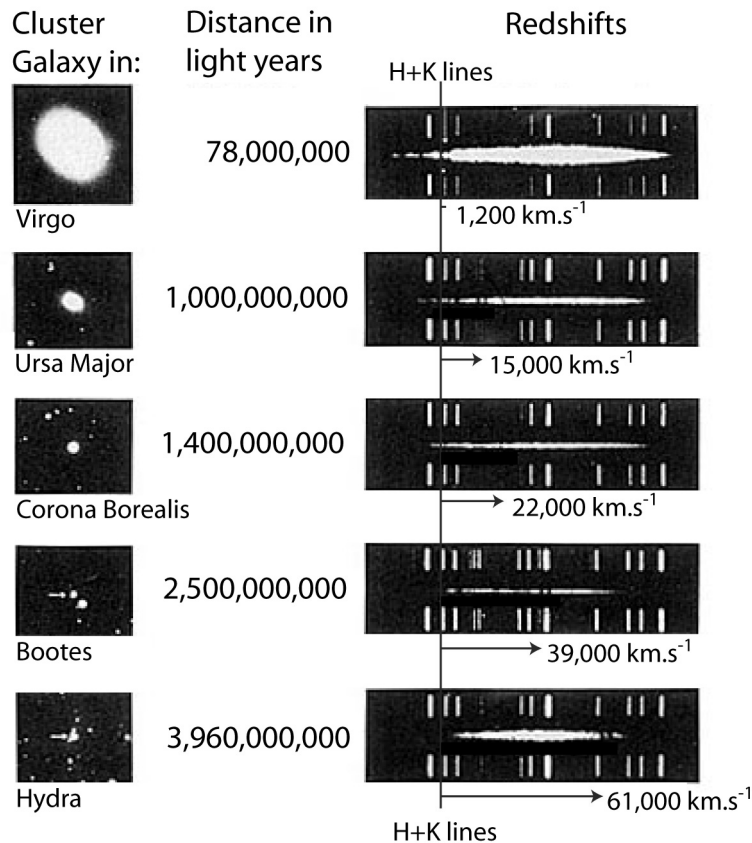 Cluster
Galaxy in:
Distance in
light years
Redshifts
H+K lines
78,000,000
Virgo
1,200 km.s⁻¹
1,000,000,000
Ursa Major
15,000 km.s⁻¹
1,400,000,000
Corona Borealis
22,000 km.s⁻¹
2,500,000,000
Bootes
39,000 km.s⁻¹
3,960,000,000
Hydra
61,000 km.s⁻¹
H+K lines